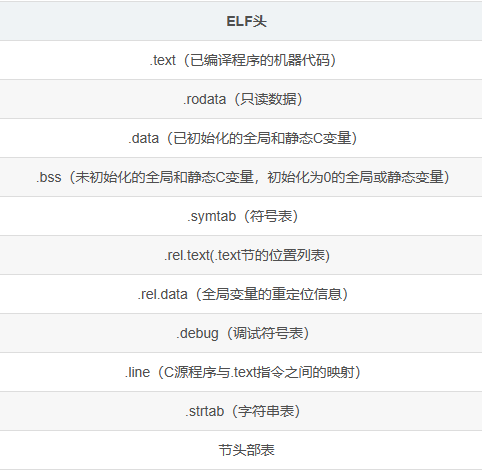 ELF头
.text（已编译程序的机器代码）
.rodata（只读数据）
.data（已初始化的全局和静态C变量）
.bss（未初始化的全局和静态C变量，初始化为0的全局或静态变量）
.symtab（符号表）
.rel.text(.text节的位置列表)
.rel.data（全局变量的重定位信息）
.debug（调试符号表）
.line（C源程序与.text指令之间的映射）
.strtab（字符串表）
节头部表